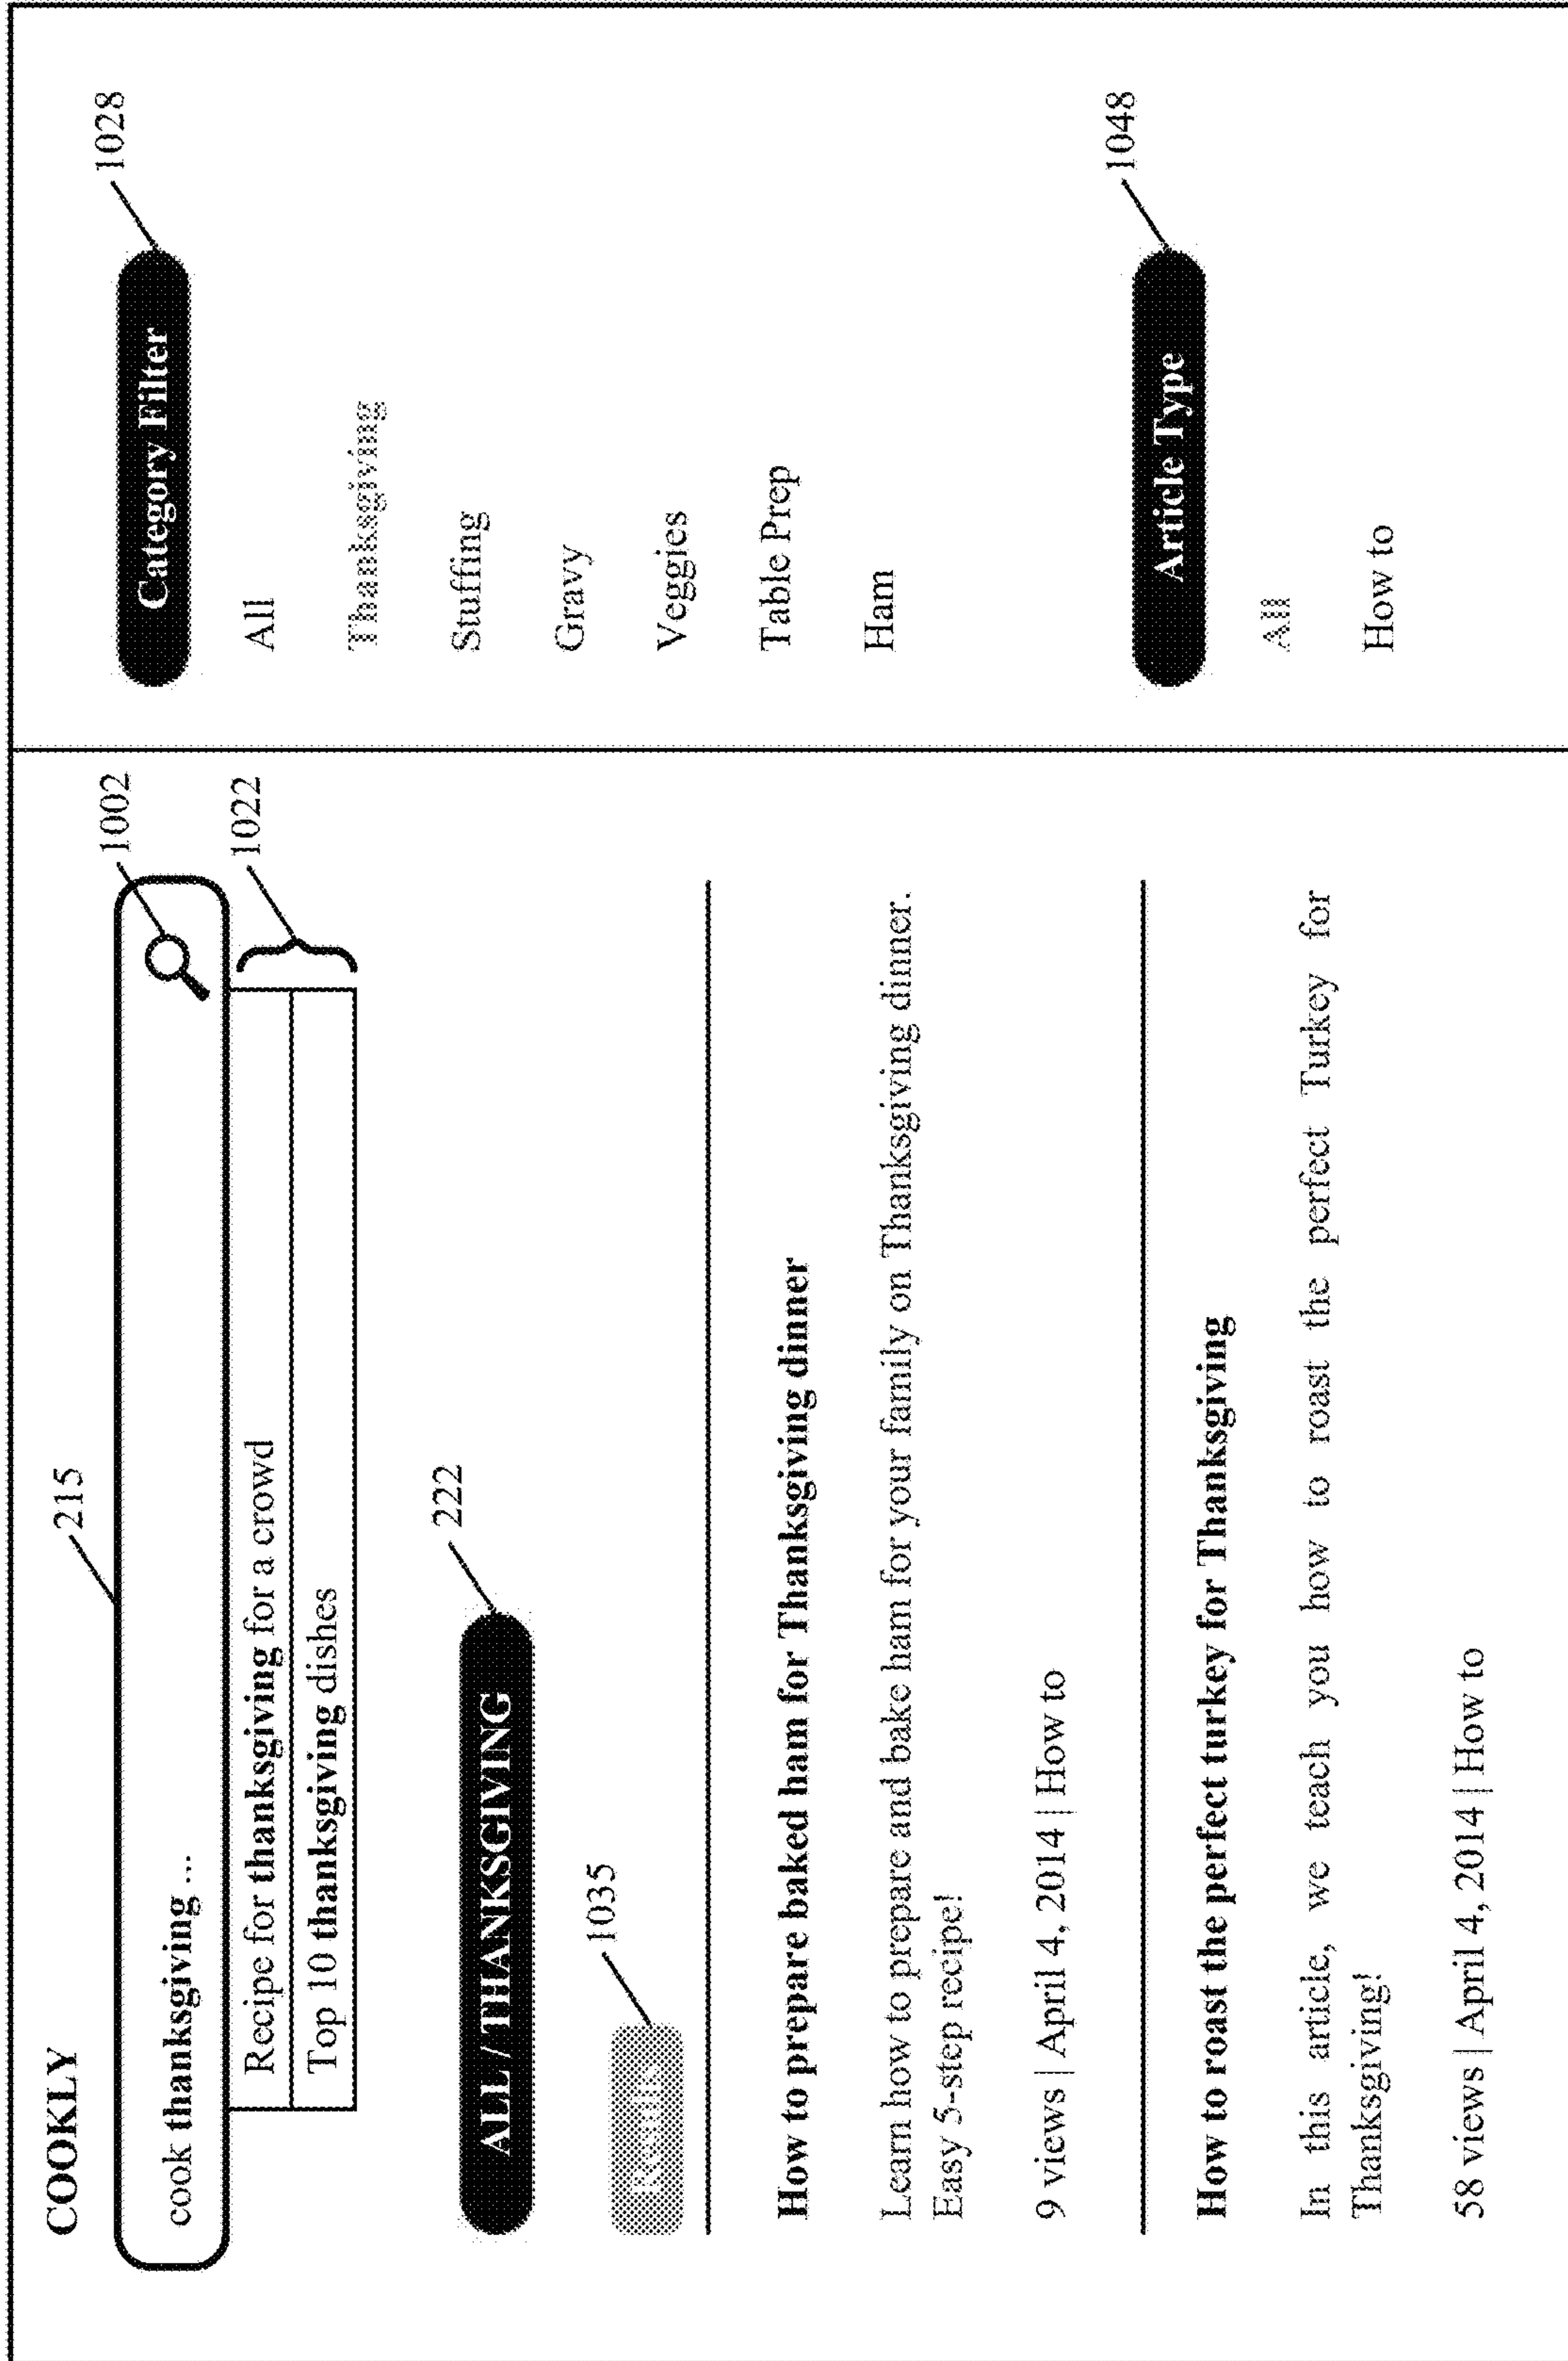 COOKLY
215
cook thanksgiving ...
1002
Recipe for thanksgiving for a crowd
Top 10 thanksgiving dishes
1022
ALL / THANKSGIVING
222
Results
1035
How to prepare baked ham for Thanksgiving dinner
Learn how to prepare and bake ham for your family on Thanksgiving dinner.
Easy 5-step recipe!
9 views | April 4, 2014 | How to
How to roast the perfect turkey for Thanksgiving
In this article, we teach you how to roast the perfect Turkey for
Thanksgiving!
58 views | April 4, 2014 | How to
Category Filter
1028
All
Thanksgiving
Stuffing
Gravy
Veggies
Table Prep
Ham
Article Type
1048
All
How to